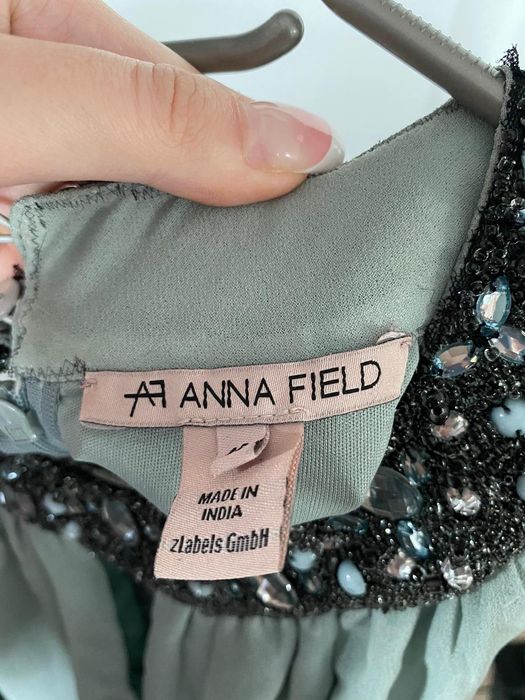 AF ANNA FIELD
MADE IN
INDIA
zLabels GmbH